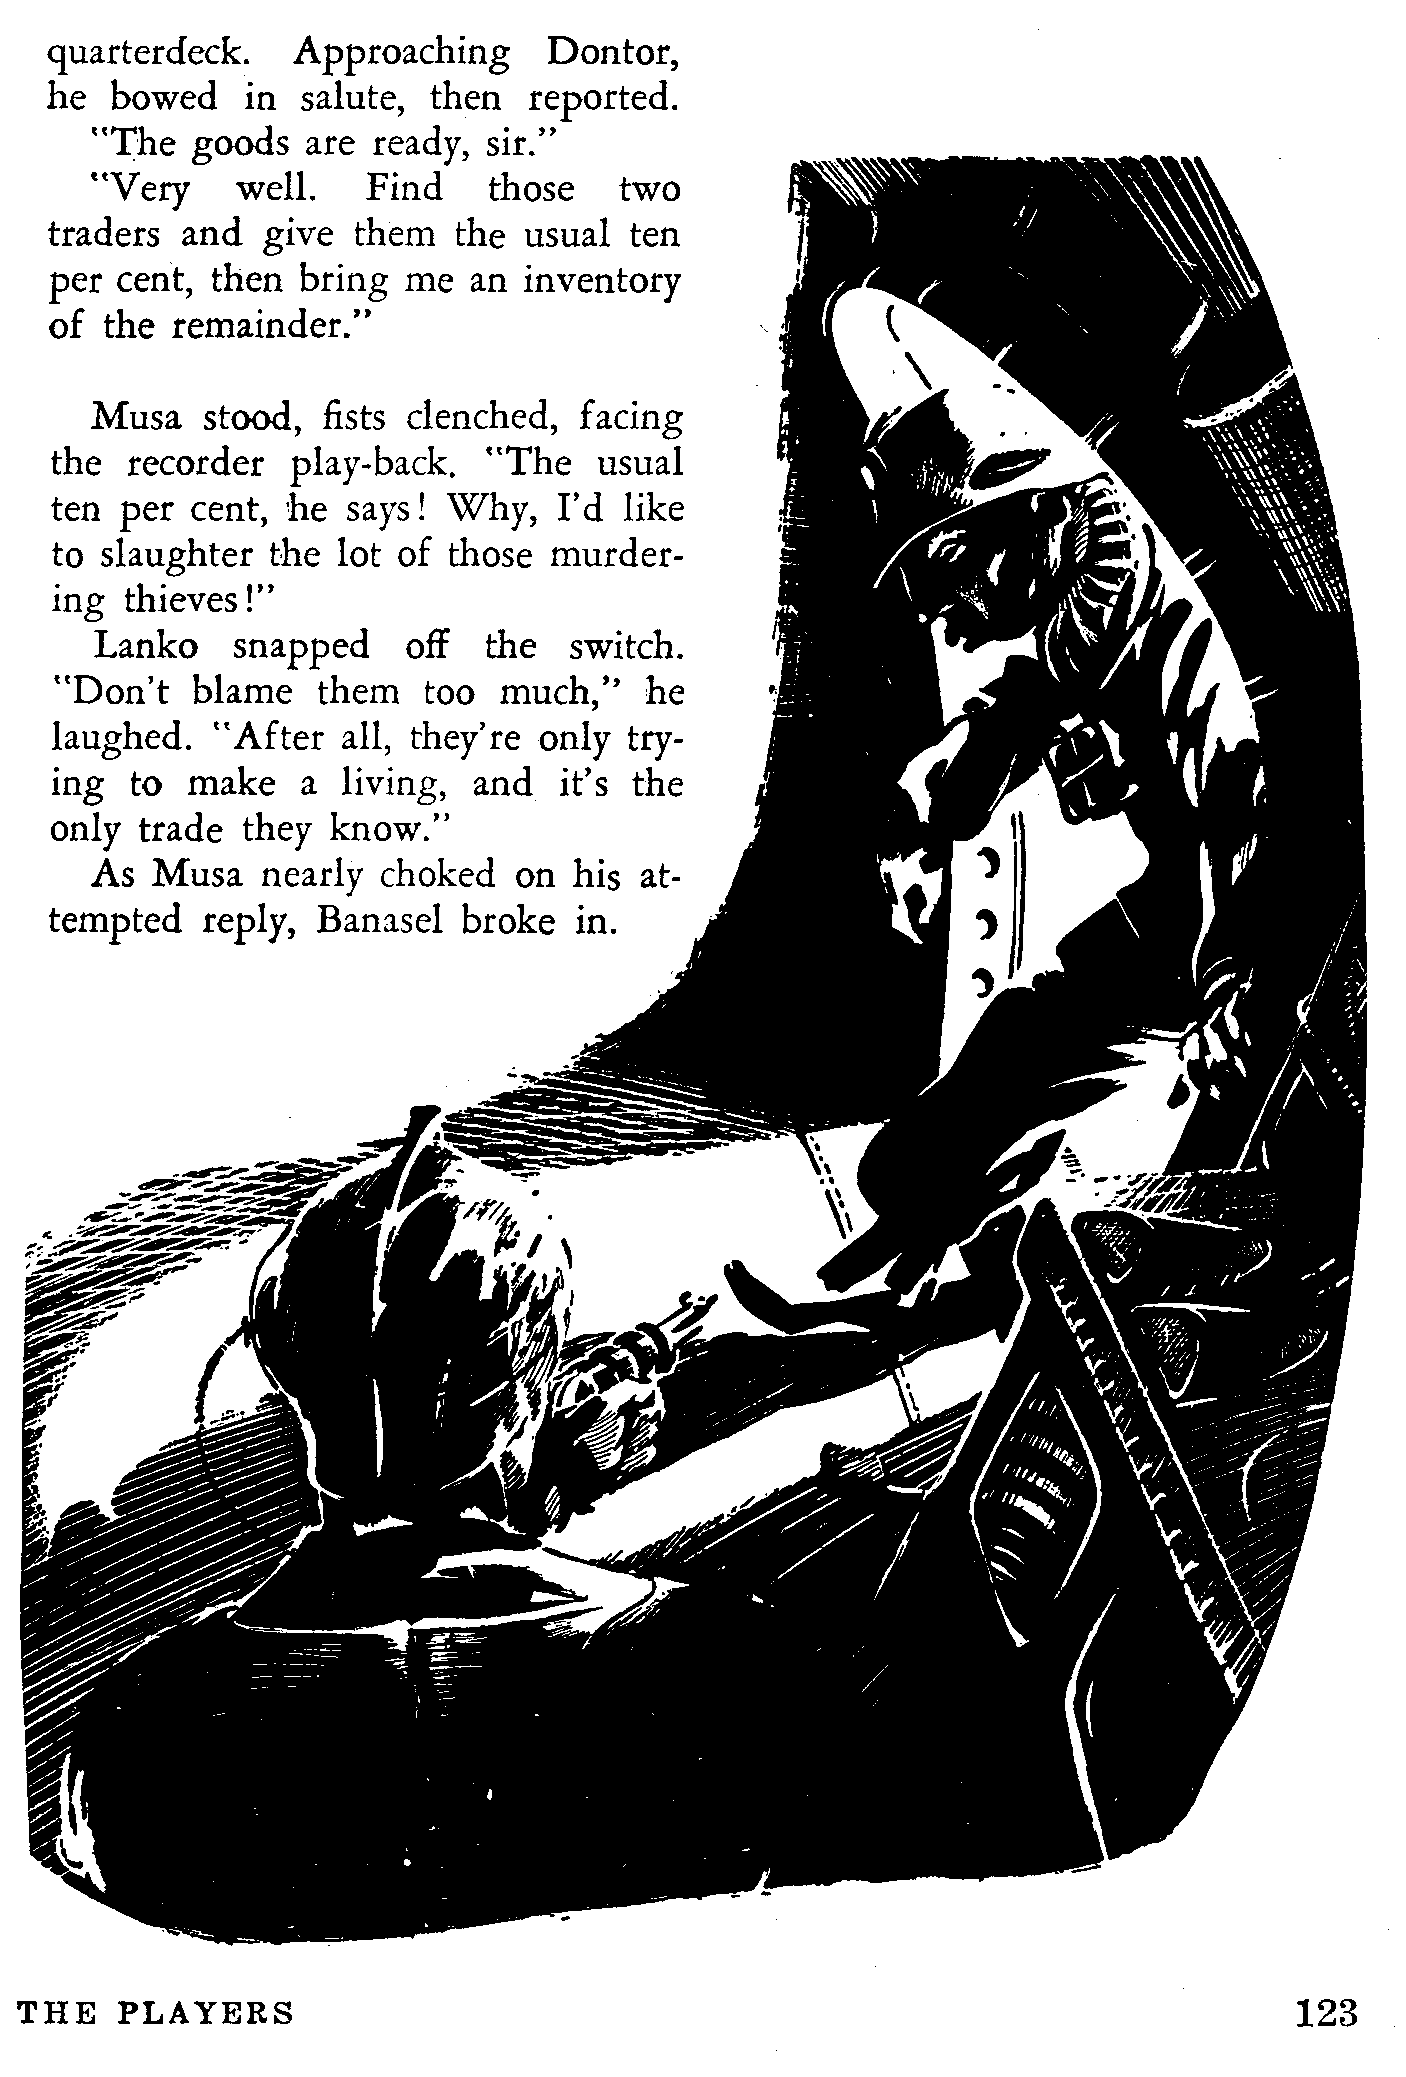 quarterdeck. Approaching Dontor,
he bowed in salute, then reported.
"The goods are ready, sir."
"Very well. Find those two
traders and give them the usual ten
per cent, then bring me an inventory
of the remainder."
Musa stood, fists clenched, facing
the recorder play-back. "The usual
ten per cent, he says! Why, I'd like
to slaughter the lot of those murder-
ing thieves!"
Lanko snapped off the switch.
"Don't blame them too much," he
laughed. "After all, they're only try-
ing to make a living, and it's the
only trade they know."
As Musa nearly choked on his at-
tempted reply, Banasel broke in.
THE PLAYERS
123